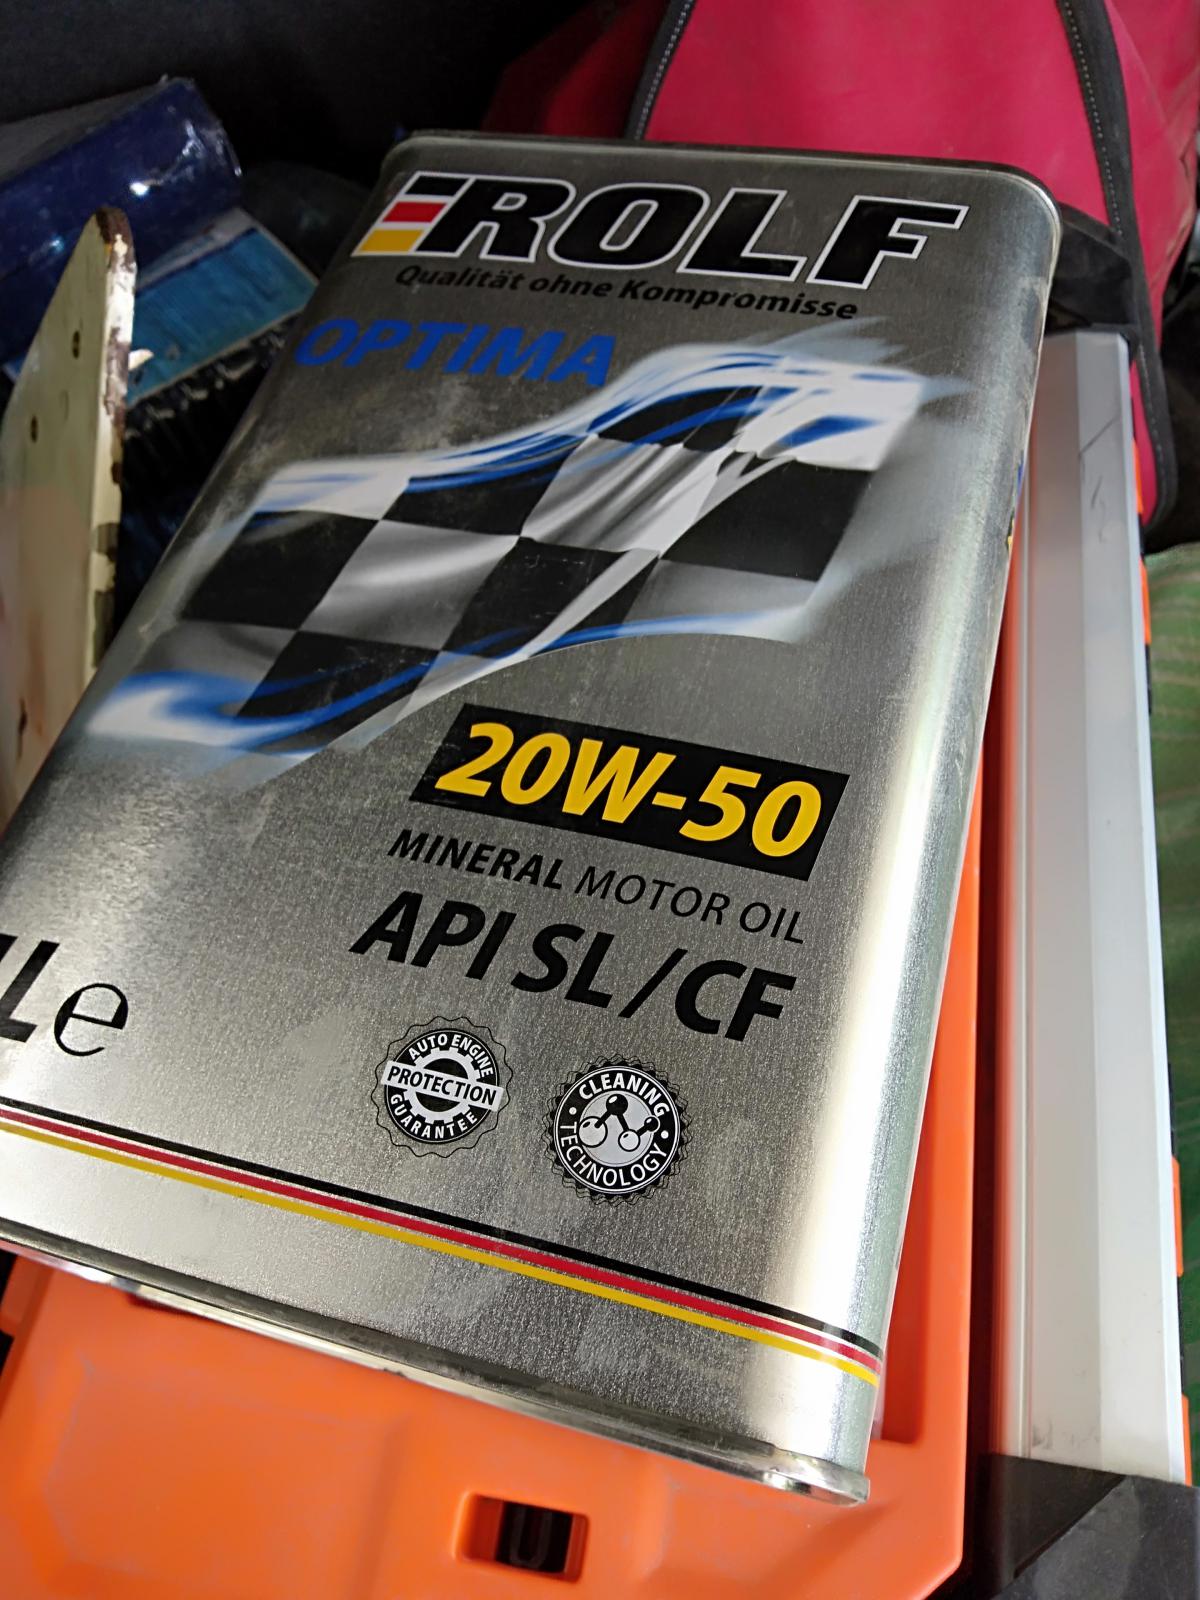 ROLF
Qualität ohne Kompromisse
OPTIMA
20W-50
MINERAL MOTOR OIL
API SL/CF
L e
AUTO ENGINE
PROTECTION
GUARANTEE
CLEANING
TECHNOLOGY